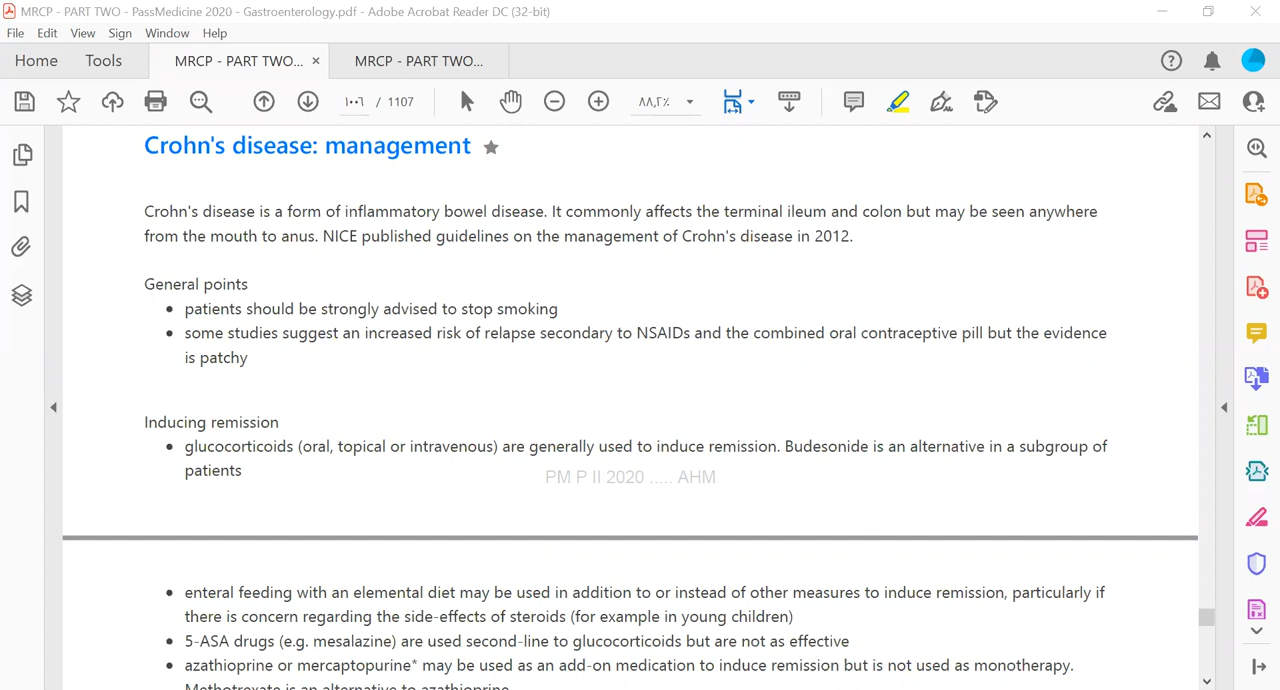 MRCP - PART TWO - PassMedicine 2020 - Gastroenterology.pdf - Adobe Acrobat Reader DC (32-bit)
File Edit View Sign Window Help
Home Tools MRCP - PART TWO... × MRCP - PART TWO...
١٠٠٦ / 1107 ٨٨,٢٪
Crohn's disease: management
Crohn's disease is a form of inflammatory bowel disease. It commonly affects the terminal ileum and colon but may be seen anywhere
from the mouth to anus. NICE published guidelines on the management of Crohn's disease in 2012.
General points
• patients should be strongly advised to stop smoking
• some studies suggest an increased risk of relapse secondary to NSAIDs and the combined oral contraceptive pill but the evidence
is patchy
Inducing remission
• glucocorticoids (oral, topical or intravenous) are generally used to induce remission. Budesonide is an alternative in a subgroup of
patients
PM P II 2020 ..... AHM
• enteral feeding with an elemental diet may be used in addition to or instead of other measures to induce remission, particularly if
there is concern regarding the side-effects of steroids (for example in young children)
• 5-ASA drugs (e.g. mesalazine) are used second-line to glucocorticoids but are not as effective
• azathioprine or mercaptopurine* may be used as an add-on medication to induce remission but is not used as monotherapy.
Methotrexate is an alternative to azathioprine